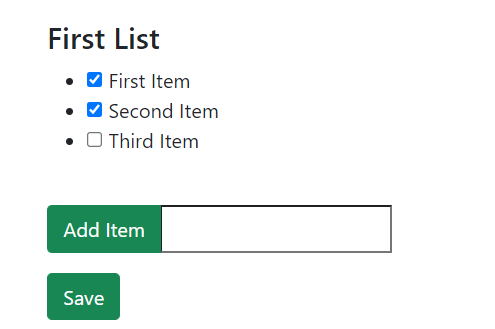 First List
First Item
Second Item
Third Item
Add Item
Save